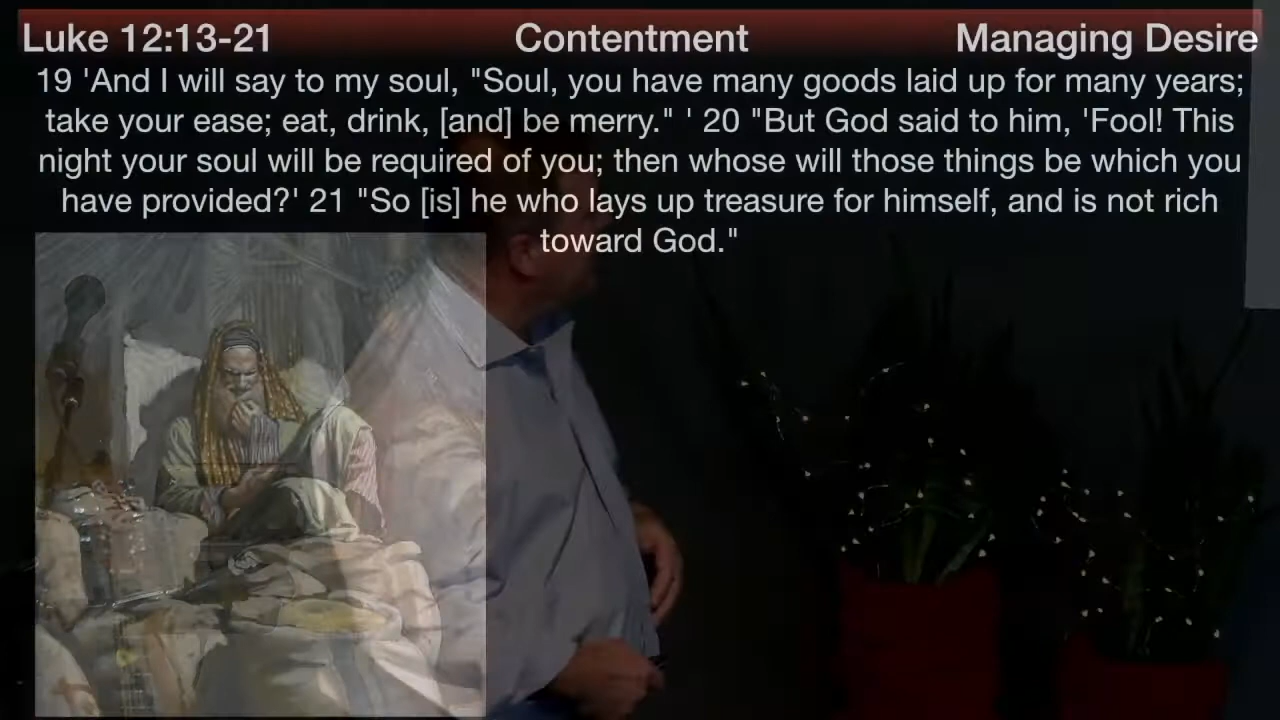 Luke 12:13-21 Contentment Managing Desire
19 'And I will say to my soul, "Soul, you have many goods laid up for many years;
take your ease; eat, drink, [and] be merry." ' 20 "But God said to him, 'Fool! This
night your soul will be required of you; then whose will those things be which you
have provided?' 21 "So [is] he who lays up treasure for himself, and is not rich
toward God."